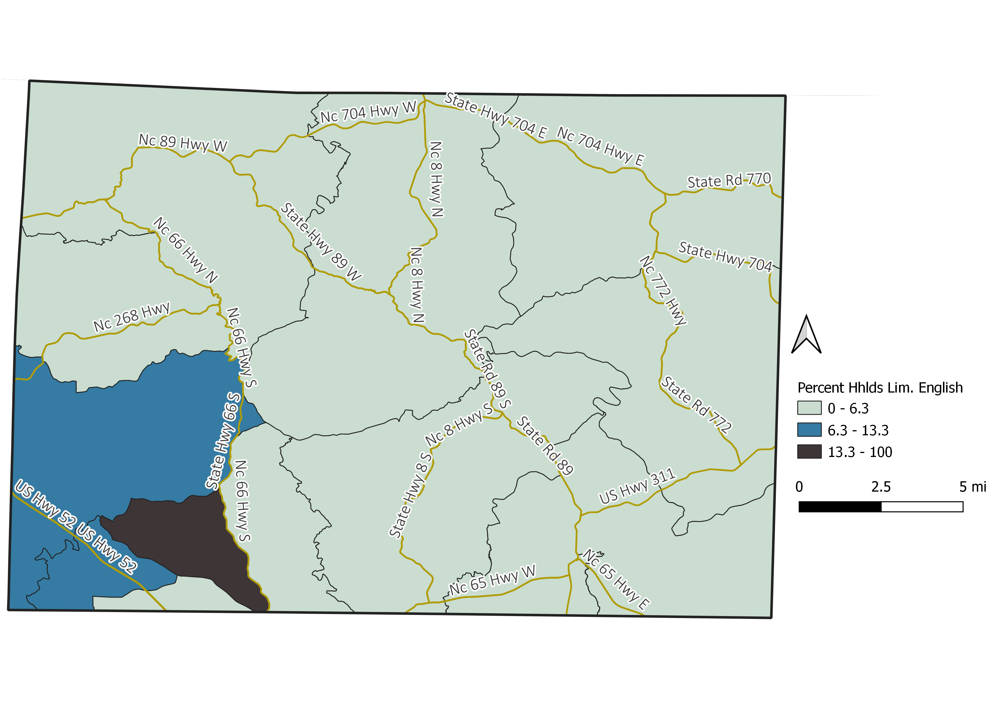 State Hwy 704 E
Nc 704 Hwy W
Nc 704 Hwy E
Nc 89 Hwy W
Nc 8 Hwy N
State Rd 770
State Hwy 89 W
Nc 66 Hwy N
State Hwy 704
Nc 8 Hwy N
Nc 772 Hwy
Nc 268 Hwy
Nc 66 Hwy S
State Rd 89 S
State Rd 772
State Hwy 66 S
Nc 8 Hwy S
State Rd 89
State Hwy 8 S
Nc 66 Hwy S
US Hwy 311
US Hwy 52
US Hwy 52
Nc 65 Hwy W
Nc 65 Hwy E
Percent Hhlds Lim. English
0 - 6.3
6.3 - 13.3
13.3 - 100
0 2.5 5 mi